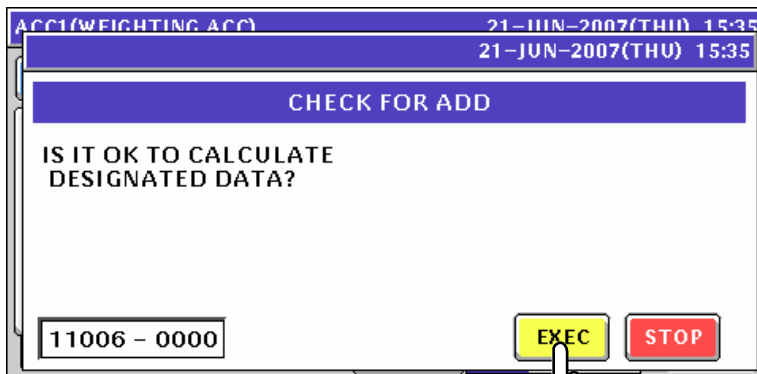 ACC1(WEIGHTING ACC) 21-JUN-2007(THU) 15:35
21-JUN-2007(THU) 15:35
CHECK FOR ADD
IS IT OK TO CALCULATE
DESIGNATED DATA?
11006 - 0000
EXEC STOP